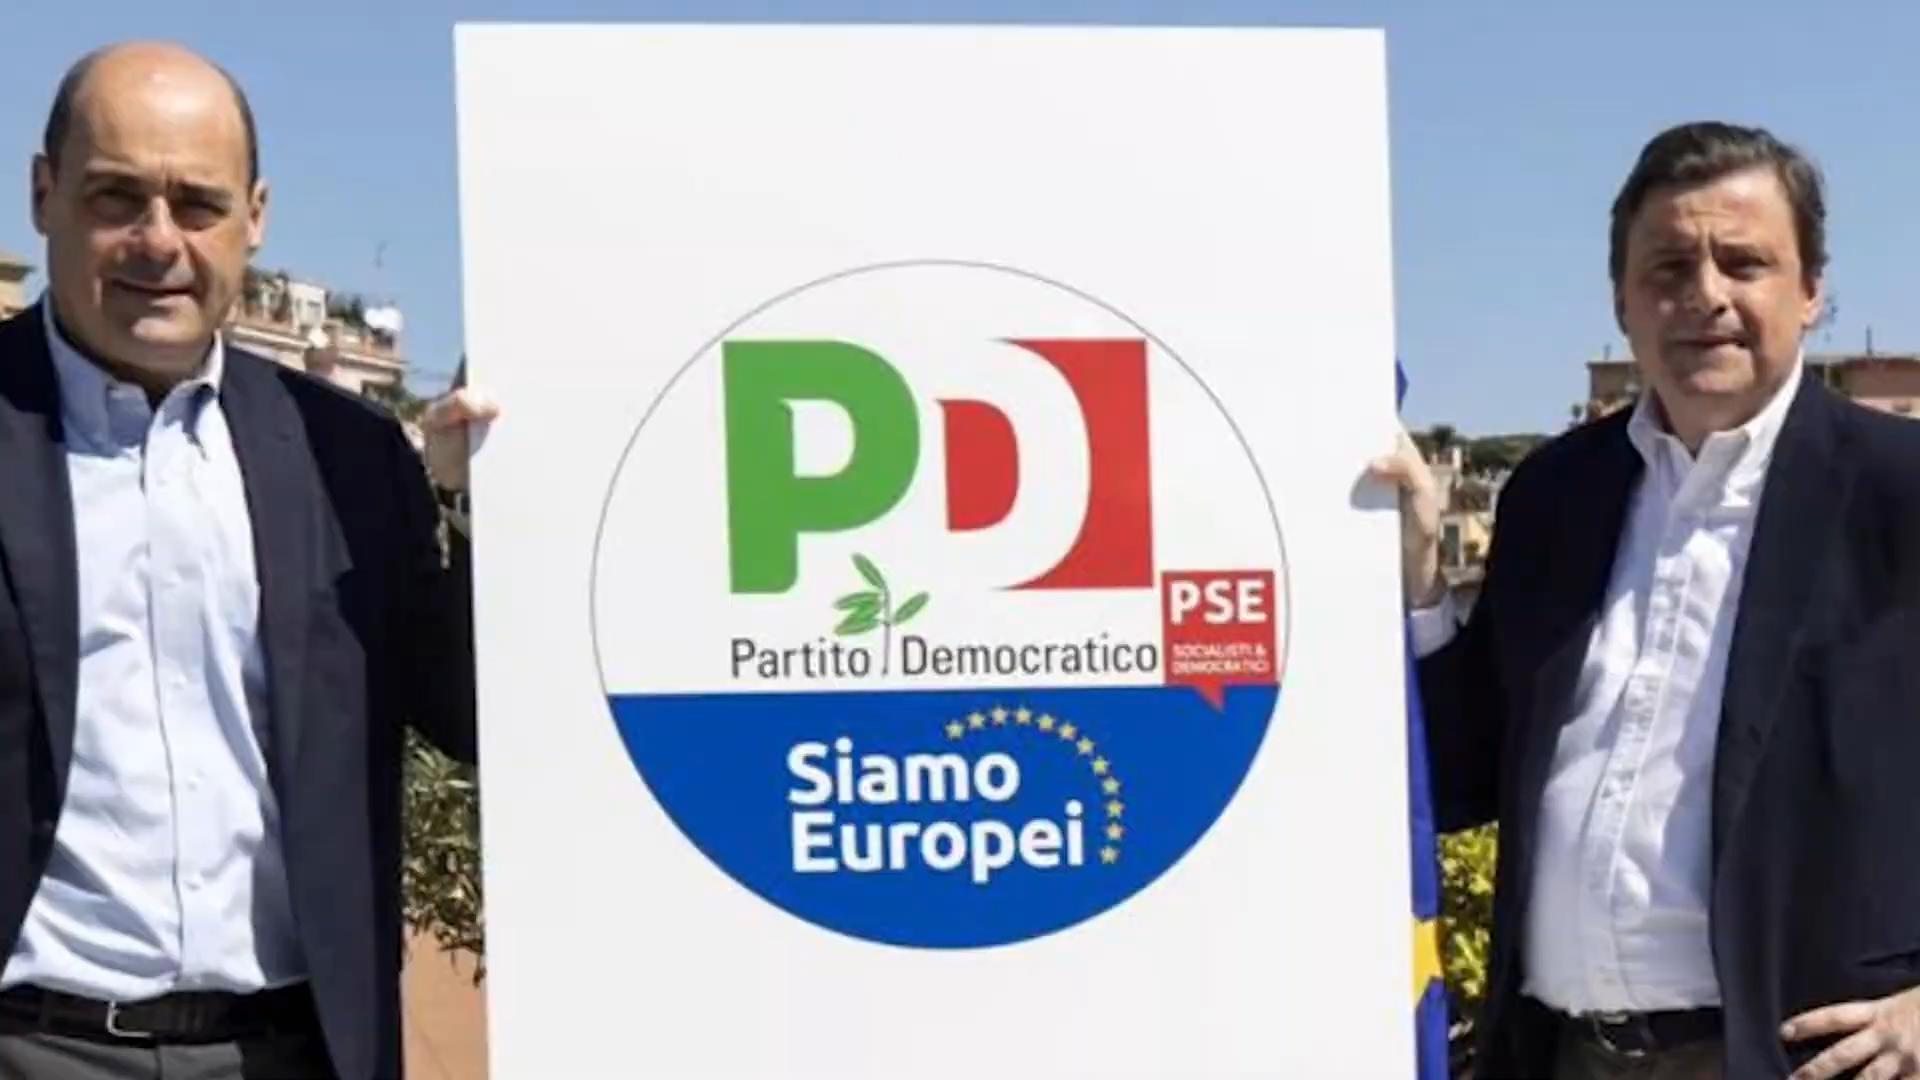 PD
Partito Democratico
PSE
SOCIALISTI &
DEMOCRATICI
Siamo
Europei